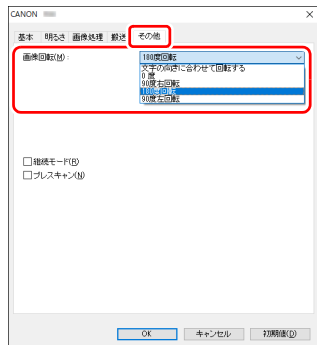 CANON
基本 明るさ 画像処理 搬送 その他
画像回転(M): 180度回転
文字の向きに合わせて回転する
0 度
90度右回転
180度回転
90度左回転
継続モード(R)
プレスキャン(N)
OK キャンセル 初期値(D)